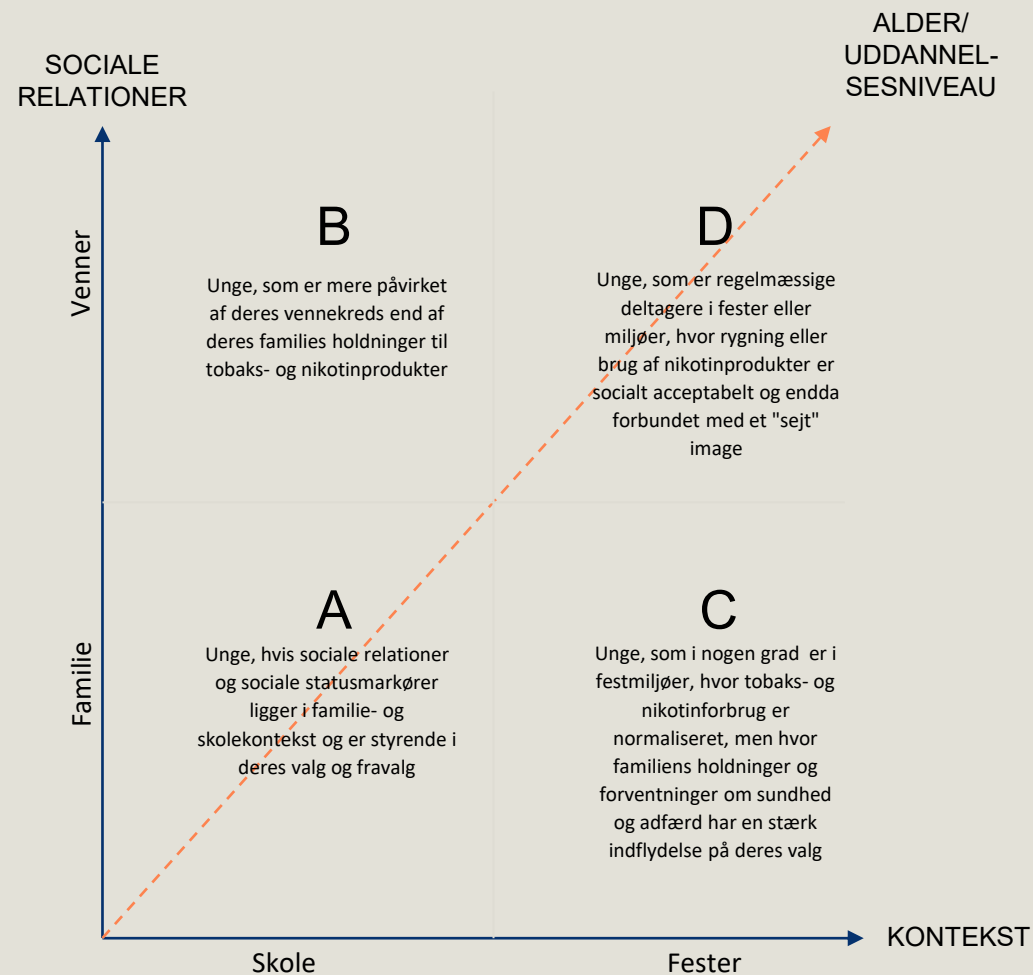 SOCIALE
RELATIONER
ALDER/
UDDANNEL-
SESNIVEAU
Venner
B
Unge, som er mere påvirket
af deres vennekreds end af
deres families holdninger til
tobaks- og nikotinprodukter
D
Unge, som er regelmæssige
deltagere i fester eller
miljøer, hvor rygning eller
brug af nikotinprodukter er
socialt acceptabelt og endda
forbundet med et "sejt"
image
Familie
A
Unge, hvis sociale relationer
og sociale statusmarkører
ligger i familie- og
skolekontekst og er styrende i
deres valg og fravalg
C
Unge, som i nogen grad er i
festmiljøer, hvor tobaks- og
nikotinforbrug er
normaliseret, men hvor
familiens holdninger og
forventninger om sundhed
og adfærd har en stærk
indflydelse på deres valg
KONTEKST
Skole
Fester